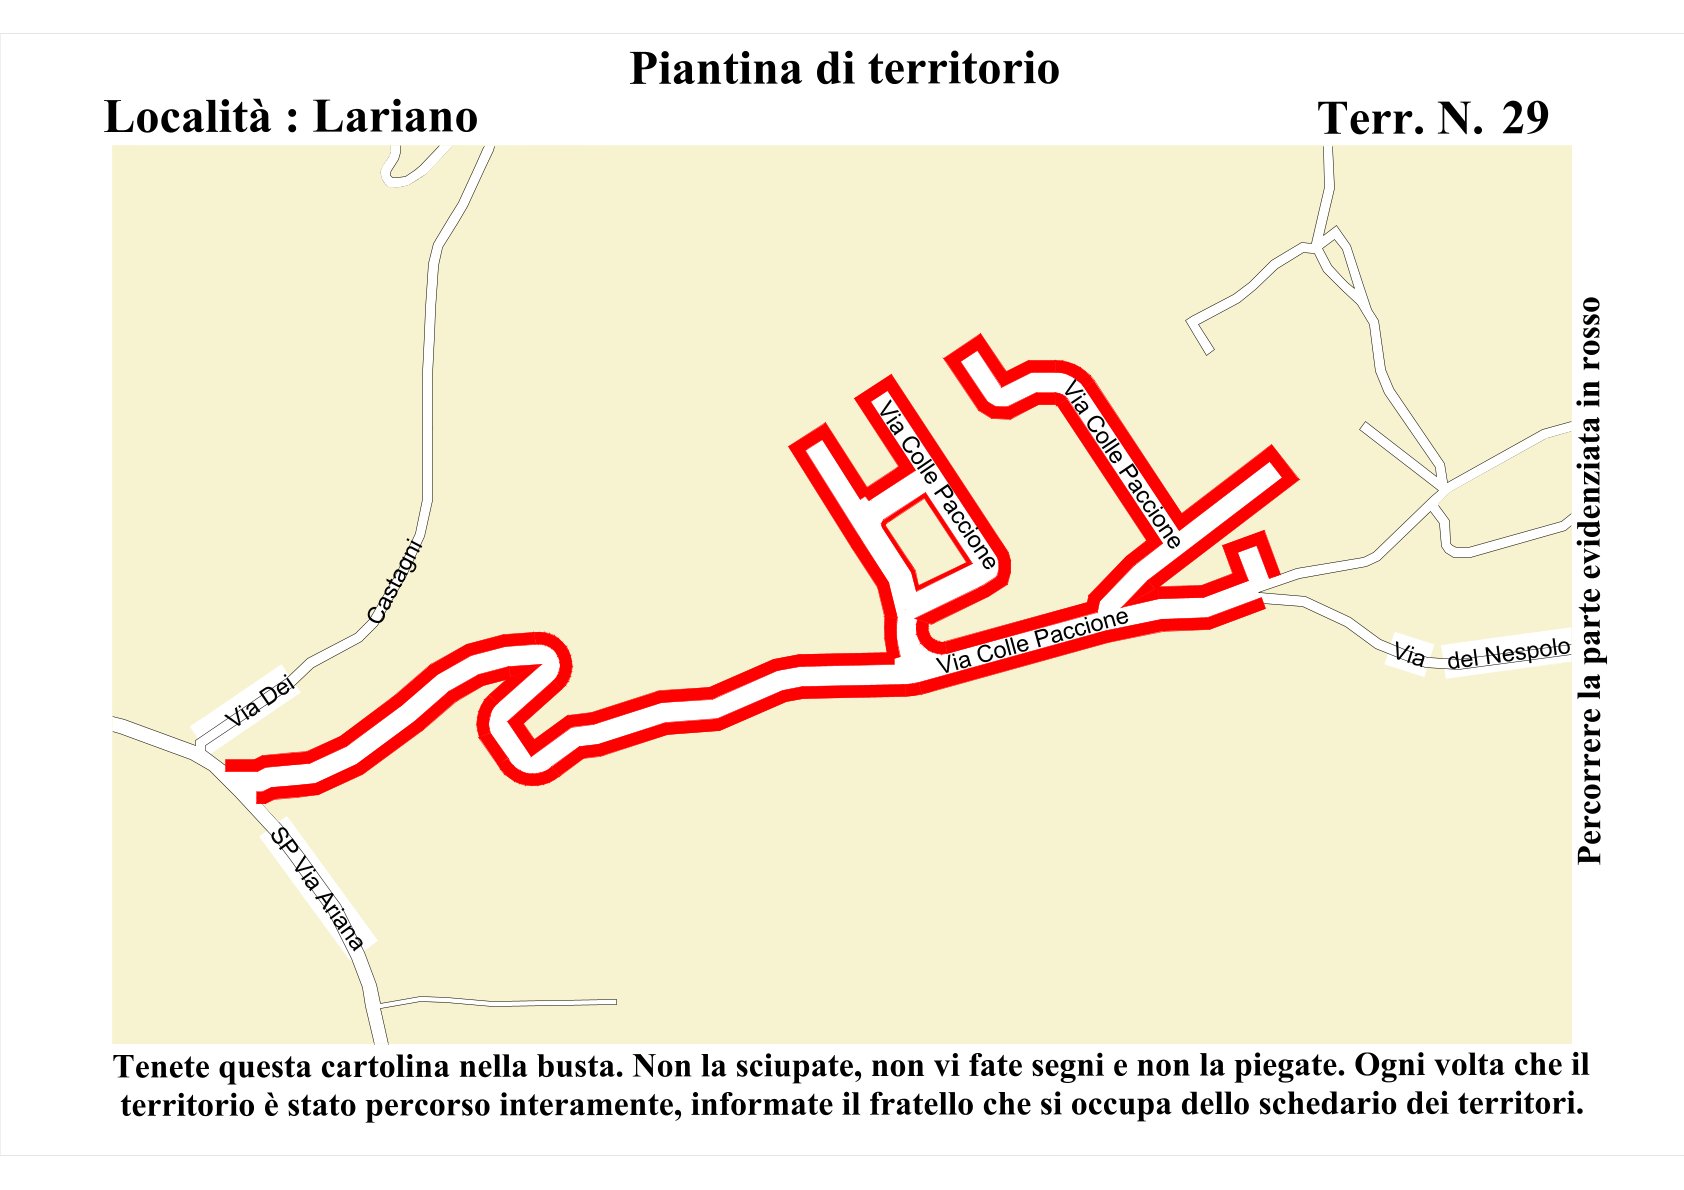 Piantina di territorio
Località : Lariano
Terr. N. 29
Via Colle Paccione
Via Colle Paccione
Via Colle Paccione
Castagni
Via Dei
Via del Nespolo
SP Via Ariana
Percorrere la parte evidenziata in rosso
Tenete questa cartolina nella busta. Non la sciupate, non vi fate segni e non la piegate. Ogni volta che il
territorio è stato percorso interamente, informate il fratello che si occupa dello schedario dei territori.